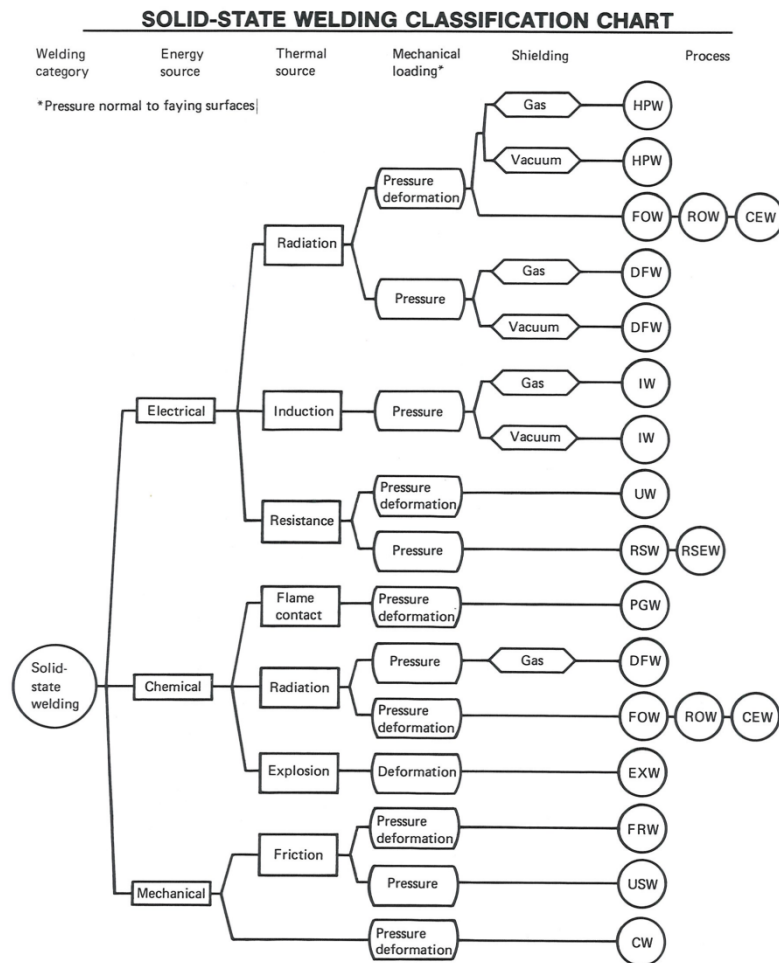 SOLID-STATE WELDING CLASSIFICATION CHART
Welding
category
Energy
source
Thermal
source
Mechanical
loading*
Shielding
Process
*Pressure normal to faying surfaces
Gas
HPW
Vacuum
HPW
Pressure
deformation
FOW
ROW
CEW
Radiation
Gas
DFW
Pressure
Vacuum
DFW
Gas
IW
Electrical
Induction
Pressure
Vacuum
IW
Pressure
deformation
UW
Resistance
Pressure
RSW
RSEW
Flame
contact
Pressure
deformation
PGW
Solid-
state
welding
Chemical
Radiation
Pressure
Gas
DFW
Pressure
deformation
FOW
ROW
CEW
Explosion
Deformation
EXW
Pressure
deformation
FRW
Friction
Mechanical
Pressure
USW
Pressure
deformation
CW